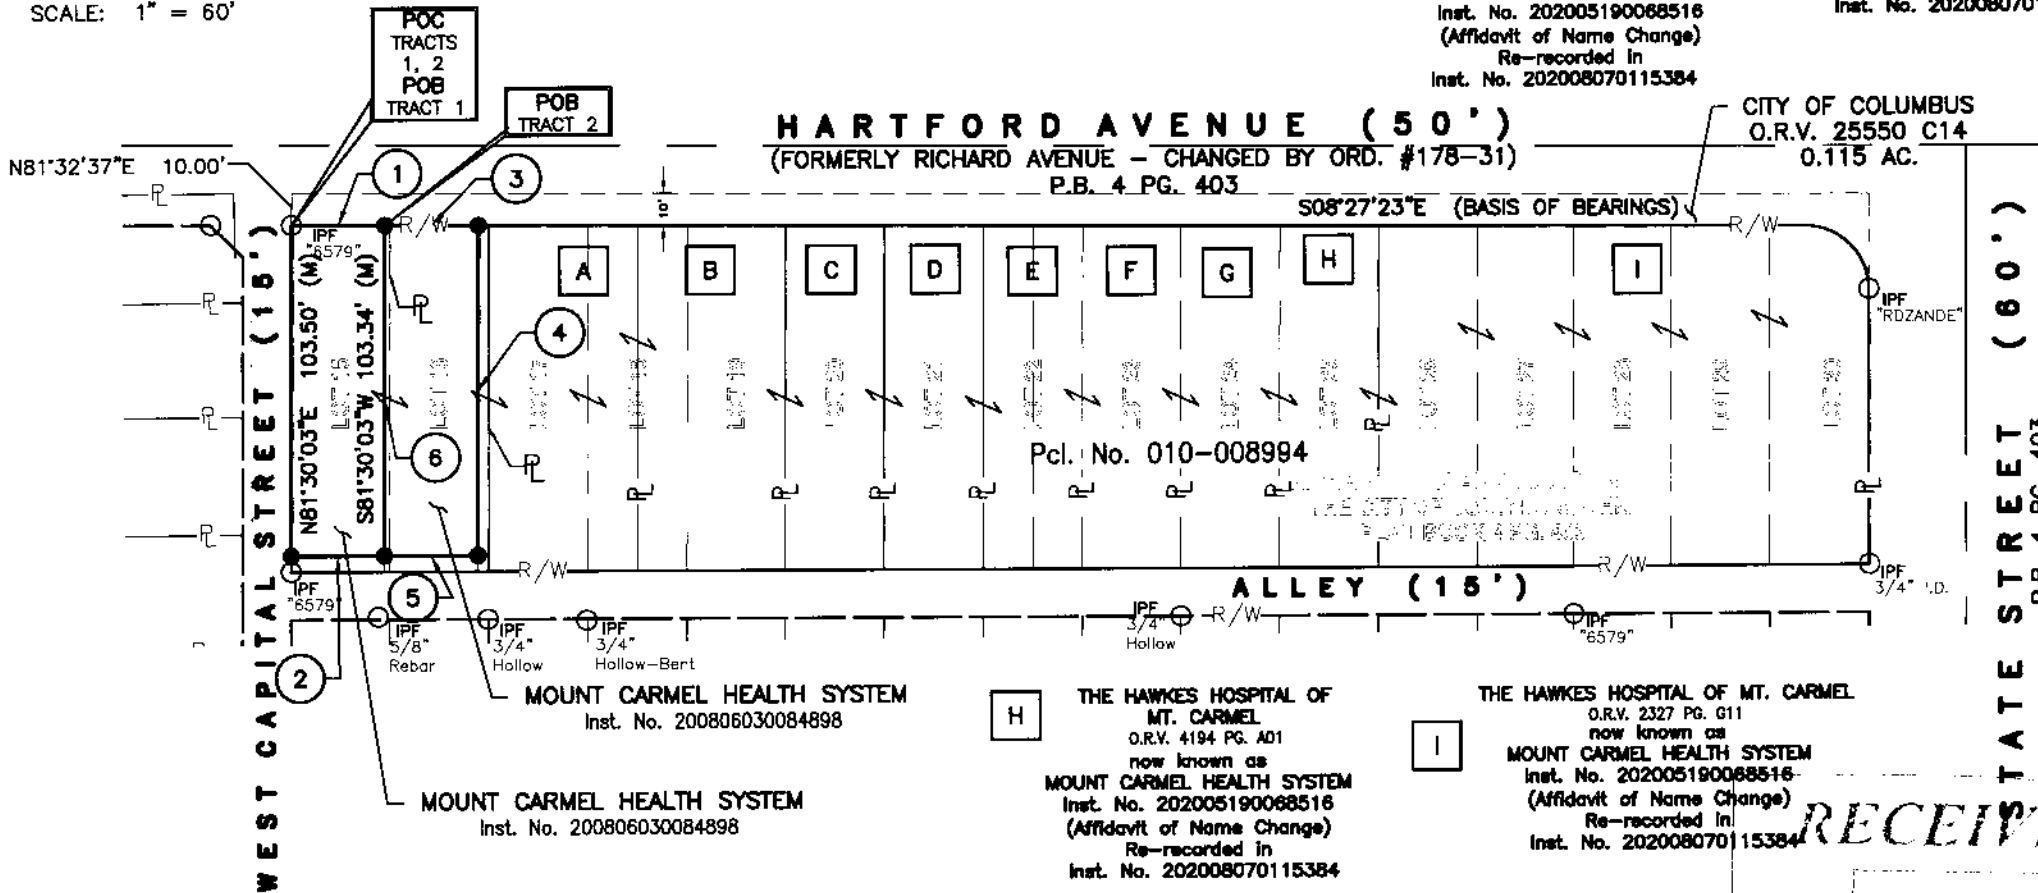 SCALE: 1" = 60'
POC
TRACTS
1, 2
POB
TRACT 1
POB
TRACT 2
Inst. No. 202005190068516
(Affidavit of Name Change)
Re-recorded in
Inst. No. 202008070115384
HARTFORD AVENUE (50')
(FORMERLY RICHARD AVENUE - CHANGED BY ORD. #178-31)
P.B. 4 PG. 403
CITY OF COLUMBUS
O.R.V. 25550 C14
0.115 AC.
N81°32'37"E 10.00'
1
3
10'
S08°27'23"E (BASIS OF BEARINGS)
R/W
R/W
IPF
"6579"
A
B
C
D
E
F
G
H
I
IPF
"RDZANDE"
WEST CAPITAL STREET (15')
N81°30'03"E 103.50' (M)
S81°30'03"W 103.34' (M)
4
6
LOT 19
LOT 20
LOT 22
Pcl. No. 010-008994
STATE STREET (60')
R/W
R/W
ALLEY (15')
IPF
"6579"
5
2
IPF
5/8"
Rebar
IPF
3/4"
Hollow
IPF
3/4"
Hollow-Bert
IPF
3/4"
Hollow
R/W
IPF
"6579"
IPF
3/4" I.D.
MOUNT CARMEL HEALTH SYSTEM
Inst. No. 200806030084898
MOUNT CARMEL HEALTH SYSTEM
Inst. No. 200806030084898
H
THE HAWKES HOSPITAL OF
MT. CARMEL
O.R.V. 4194 PG. A01
now known as
MOUNT CARMEL HEALTH SYSTEM
Inst. No. 202005190068516
(Affidavit of Name Change)
Re-recorded in
Inst. No. 202008070115384
I
THE HAWKES HOSPITAL OF MT. CARMEL
O.R.V. 2327 PG. G11
now known as
MOUNT CARMEL HEALTH SYSTEM
Inst. No. 202005190068516
(Affidavit of Name Change)
Re-recorded in
Inst. No. 202008070115384